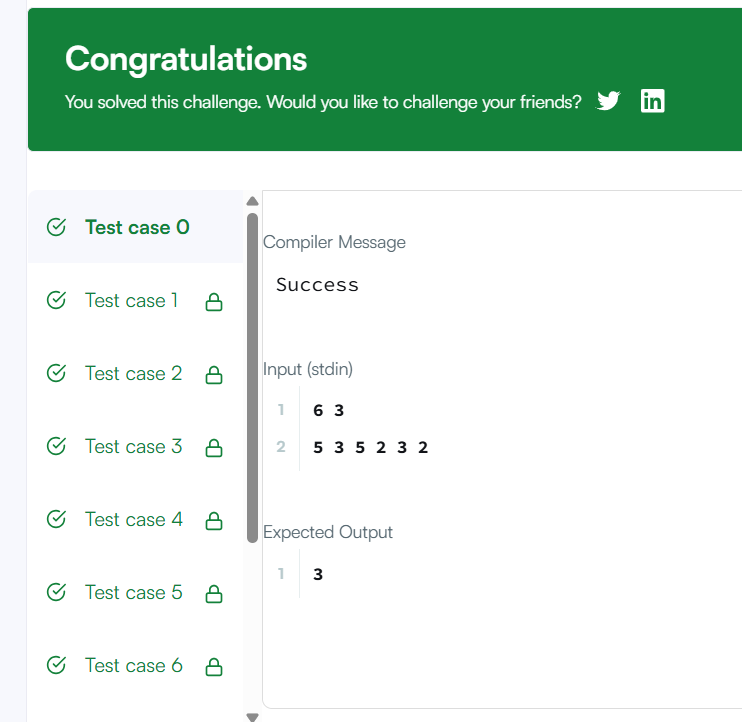 Congratulations
You solved this challenge. Would you like to challenge your friends?
Test case 0
Test case 1
Test case 2
Test case 3
Test case 4
Test case 5
Test case 6
Compiler Message
Success
Input (stdin)
1 6 3
2 5 3 5 2 3 2
Expected Output
1 3